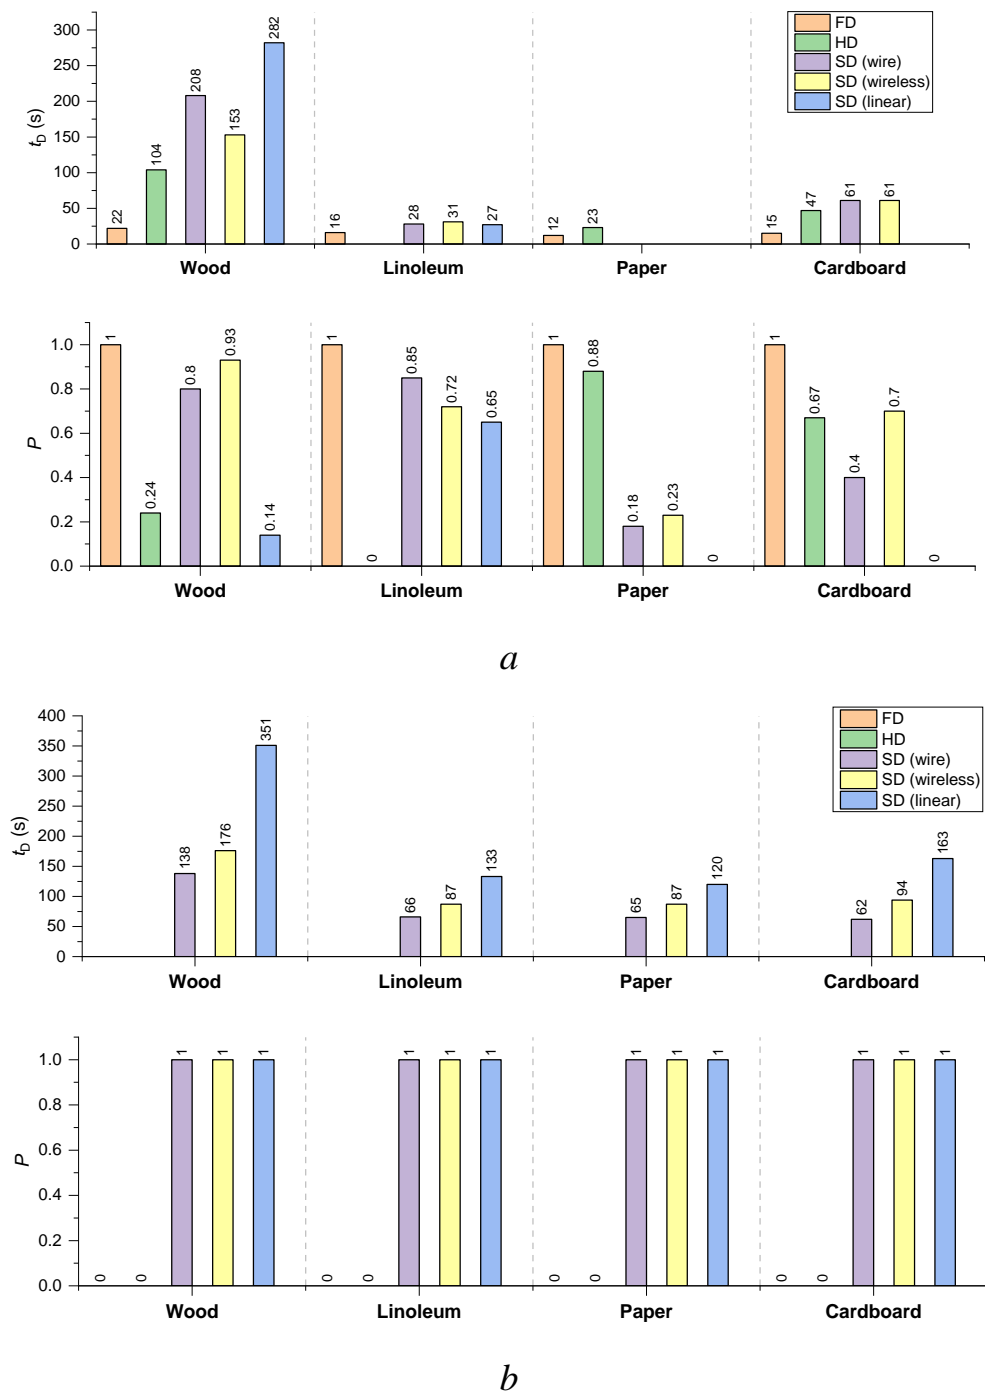 FD
HD
SD (wire)
SD (wireless)
SD (linear)
t_D (s)
300
250
200
150
100
50
0
22 104 208 153 282
16 28 31 27
12 23
15 47 61 61
Wood Linoleum Paper Cardboard
P
1.0
0.8
0.6
0.4
0.2
0.0
1 0.24 0.8 0.93 0.14
1 0 0.85 0.72 0.65
1 0.88 0.18 0.23 0
1 0.67 0.4 0.7 0
Wood Linoleum Paper Cardboard
a
FD
HD
SD (wire)
SD (wireless)
SD (linear)
t_D (s)
400
350
300
250
200
150
100
50
0
138 176 351
66 87 133
65 87 120
62 94 163
Wood Linoleum Paper Cardboard
P
1.0
0.8
0.6
0.4
0.2
0.0
0 0 1 1 1
0 0 1 1 1
0 0 1 1 1
0 0 1 1 1
Wood Linoleum Paper Cardboard
b